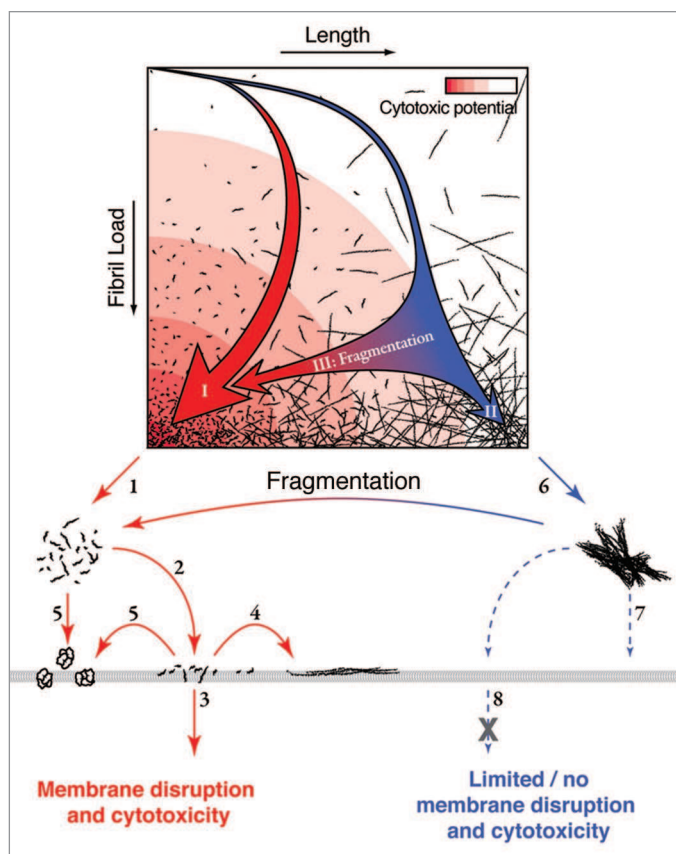 Length
Cytotoxic potential
Fibril Load
III: Fragmentation
I
II
1
Fragmentation
6
2
5
5
4
7
3
8
X
Membrane disruption
and cytotoxicity
Limited / no
membrane disruption
and cytotoxicity